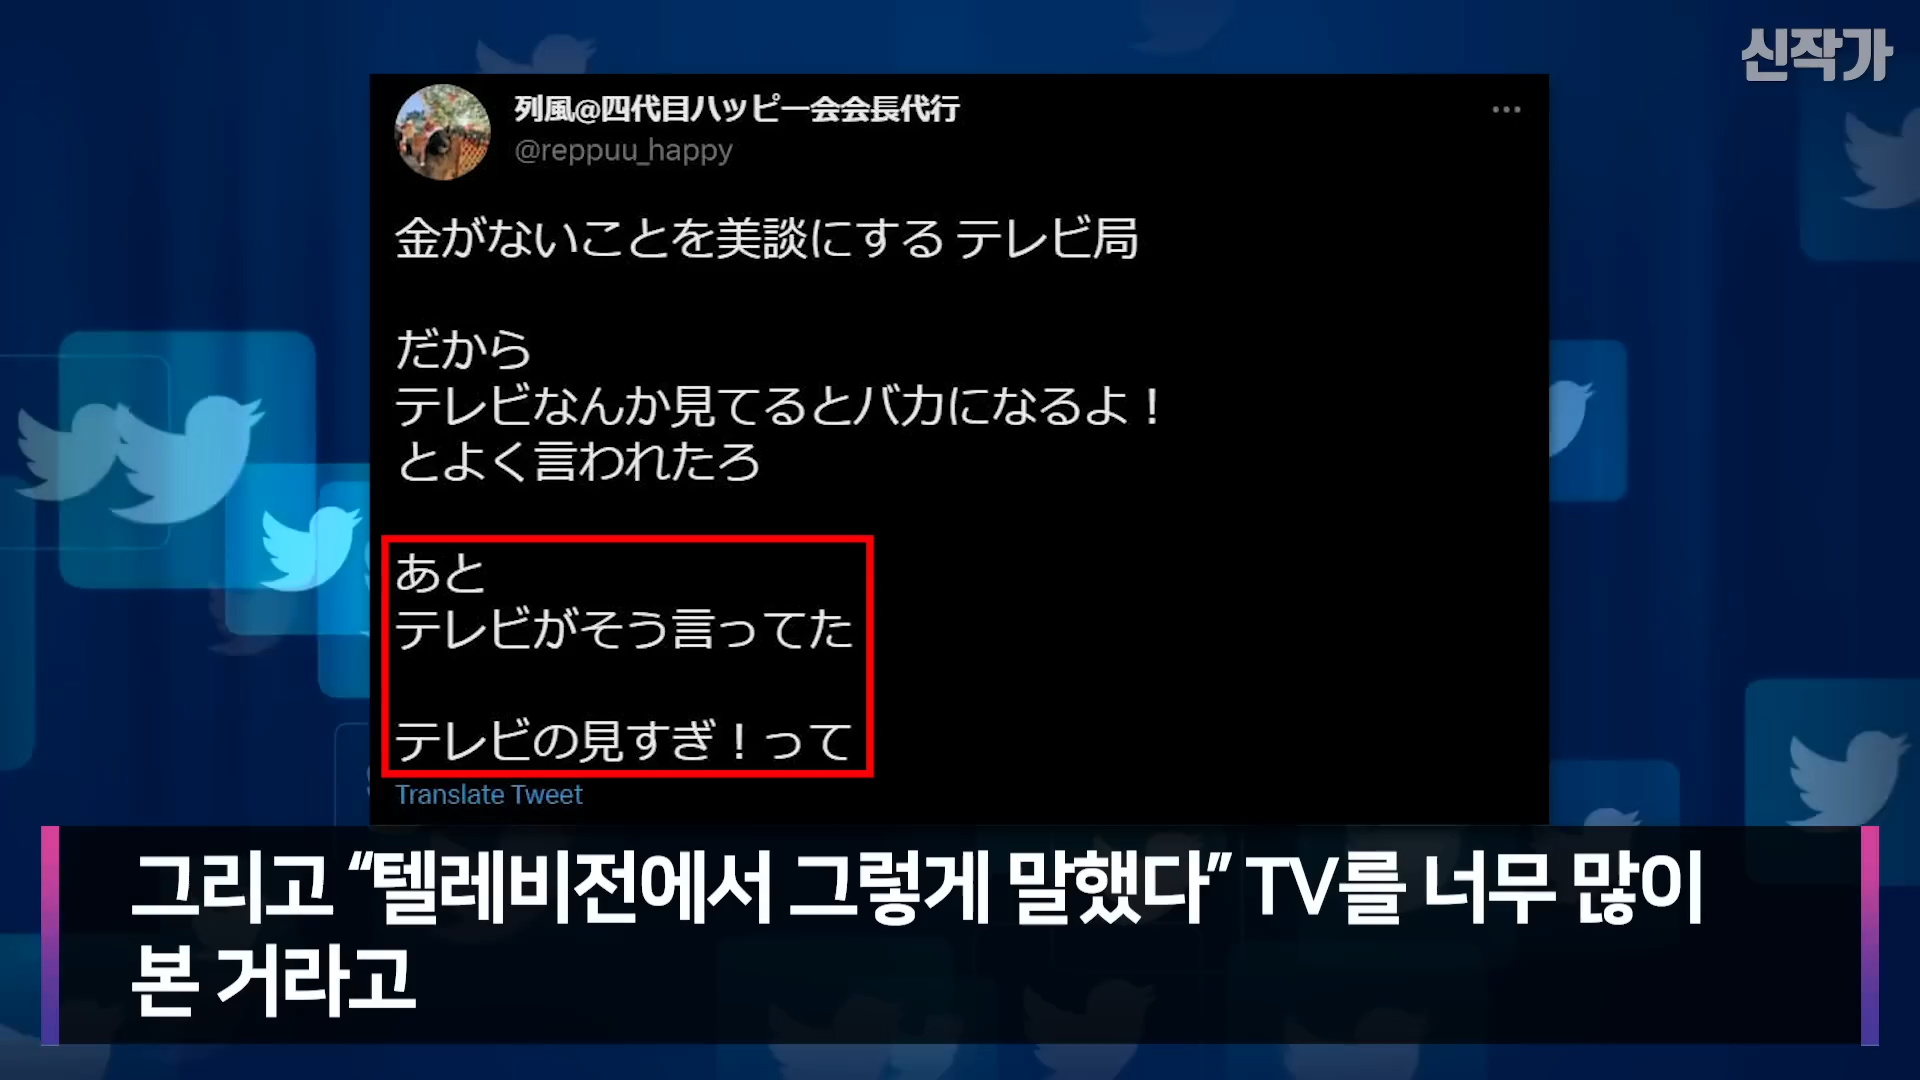 신작가
列風@四代目ハッピー会会長代行
@reppuu_happy
金がないことを美談にする テレビ局
だから
テレビなんか見てるとバカになるよ！
とよく言われたろ
あと
テレビがそう言ってた
テレビの見すぎ！って
Translate Tweet
그리고 “텔레비전에서 그렇게 말했다” TV를 너무 많이
본 거라고